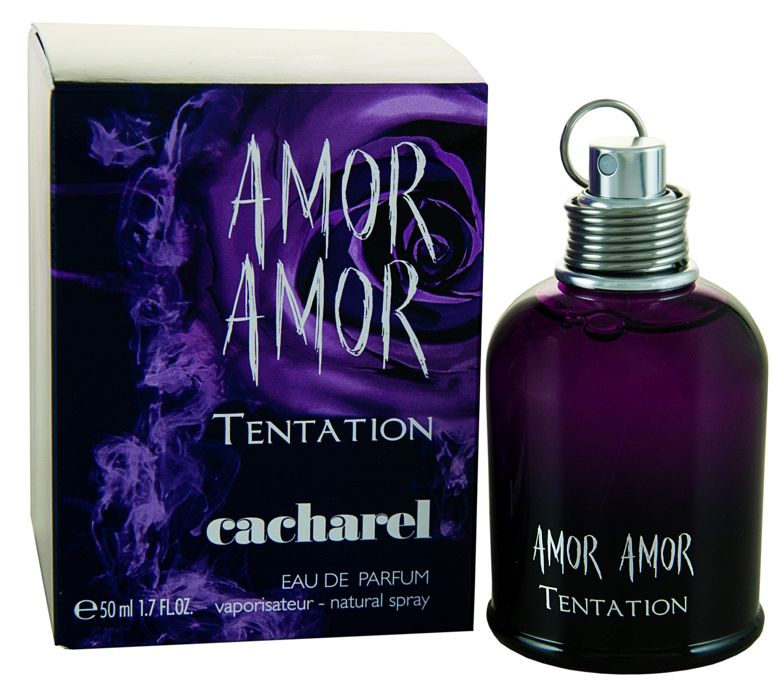 AMOR
AMOR
TENTATION
cacharel
EAU DE PARFUM
℮50 ml 1.7 FL.OZ. vaporisateur - natural spray
AMOR AMOR
TENTATION